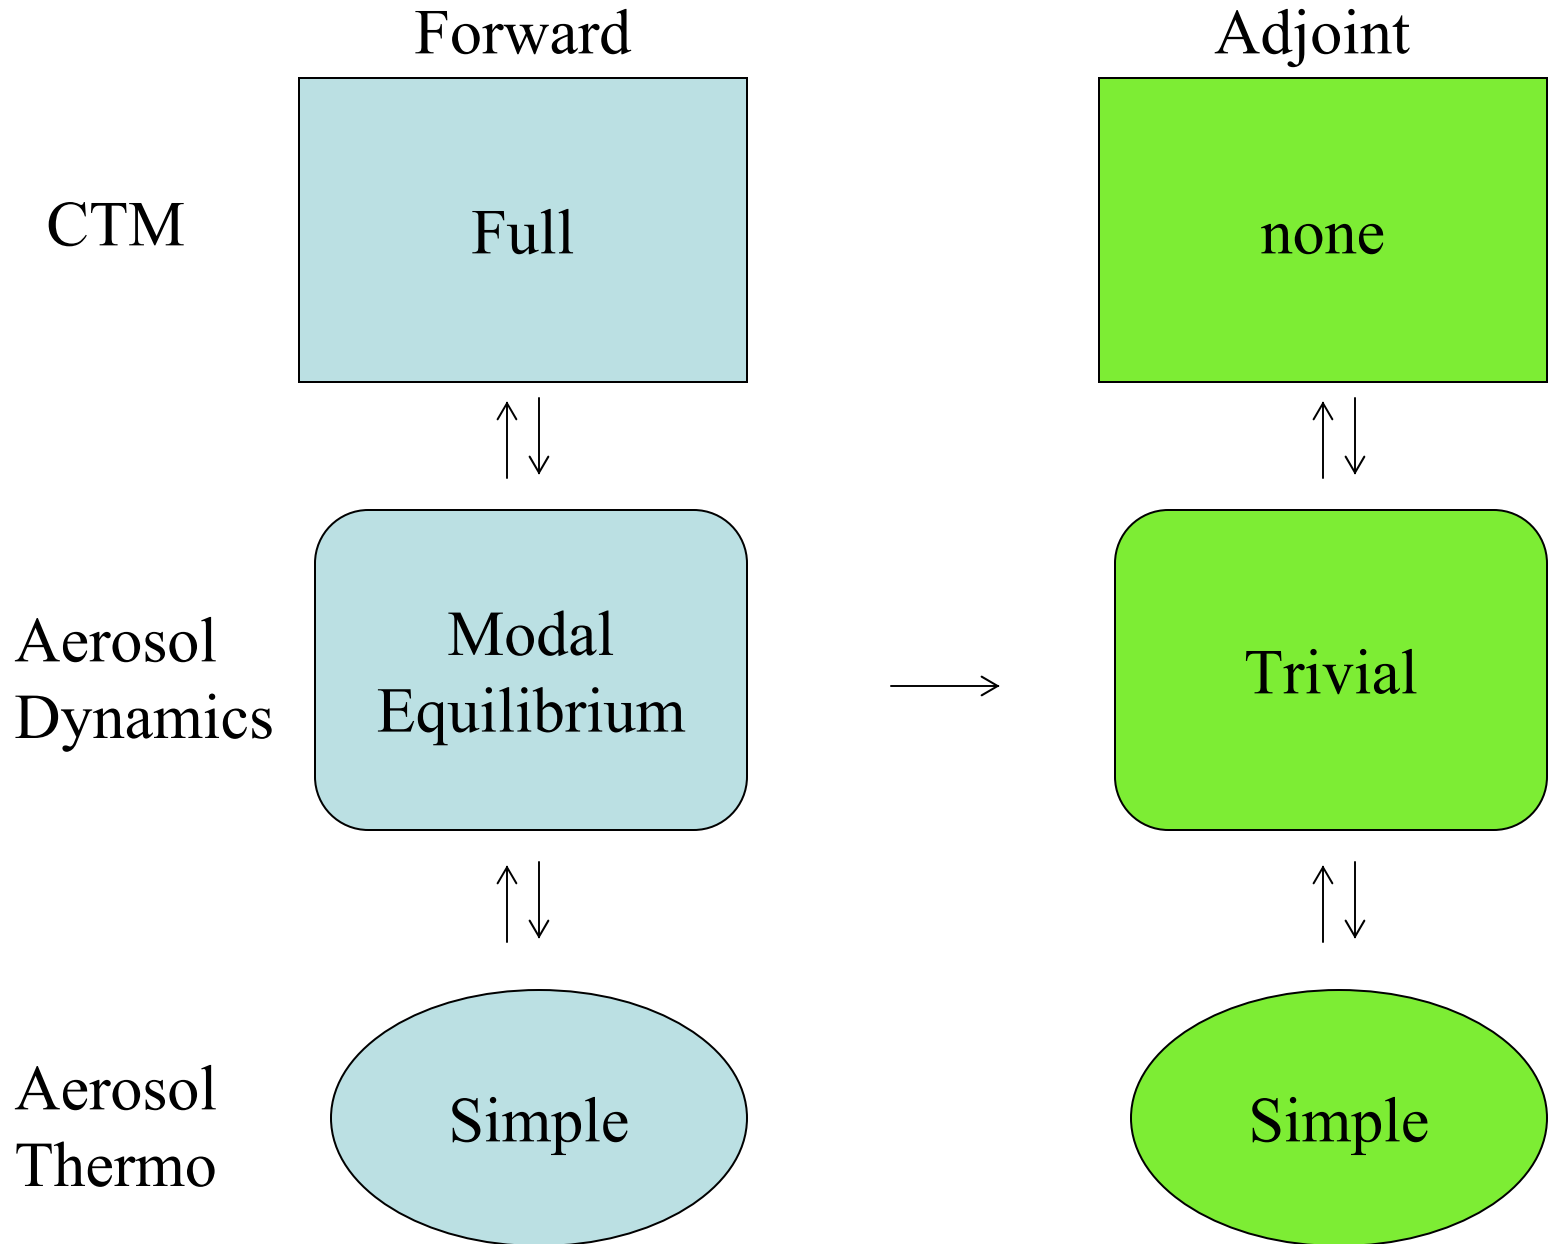 Forward
Adjoint
CTM
Full
none
Aerosol
Dynamics
Modal
Equilibrium
Trivial
Aerosol
Thermo
Simple
Simple